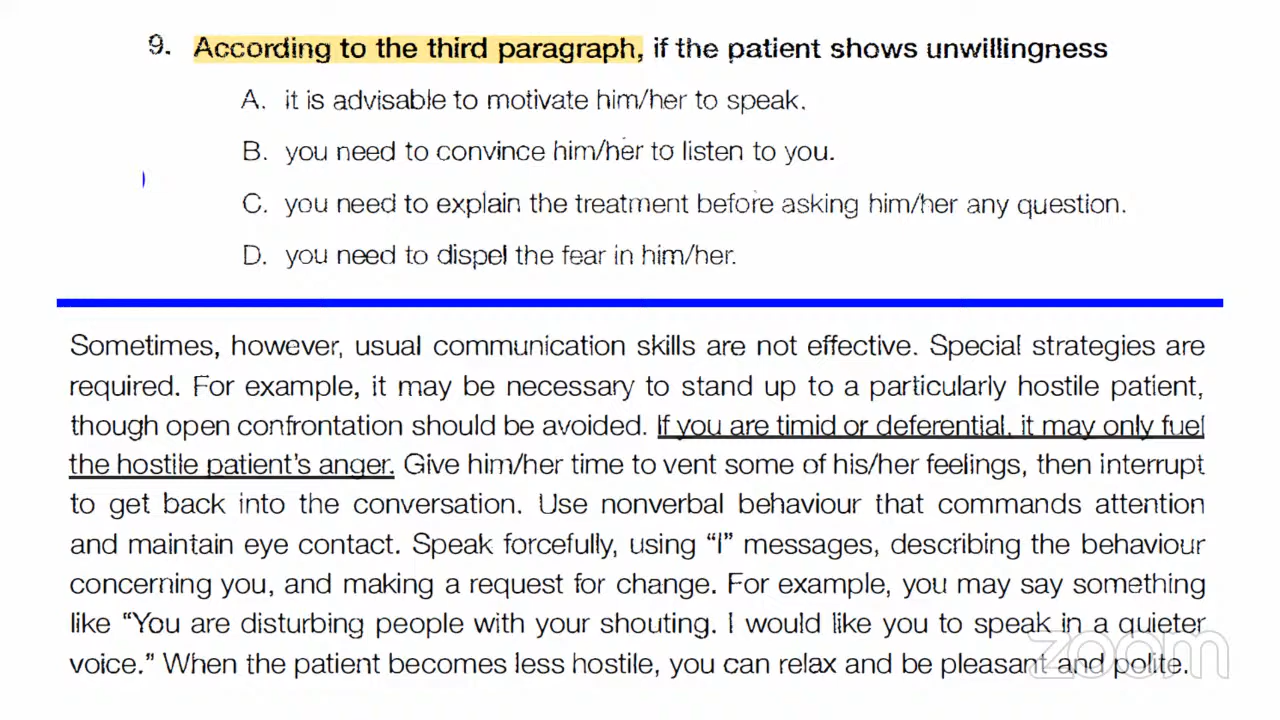 9. According to the third paragraph, if the patient shows unwillingness
A. it is advisable to motivate him/her to speak.
B. you need to convince him/her to listen to you.
C. you need to explain the treatment before asking him/her any question.
D. you need to dispel the fear in him/her.
Sometimes, however, usual communication skills are not effective. Special strategies are
required. For example, it may be necessary to stand up to a particularly hostile patient,
though open confrontation should be avoided. If you are timid or deferential, it may only fuel
the hostile patient's anger. Give him/her time to vent some of his/her feelings, then interrupt
to get back into the conversation. Use nonverbal behaviour that commands attention
and maintain eye contact. Speak forcefully, using “I” messages, describing the behaviour
concerning you, and making a request for change. For example, you may say something
like “You are disturbing people with your shouting. I would like you to speak in a quieter
voice.” When the patient becomes less hostile, you can relax and be pleasant and polite.
zoom